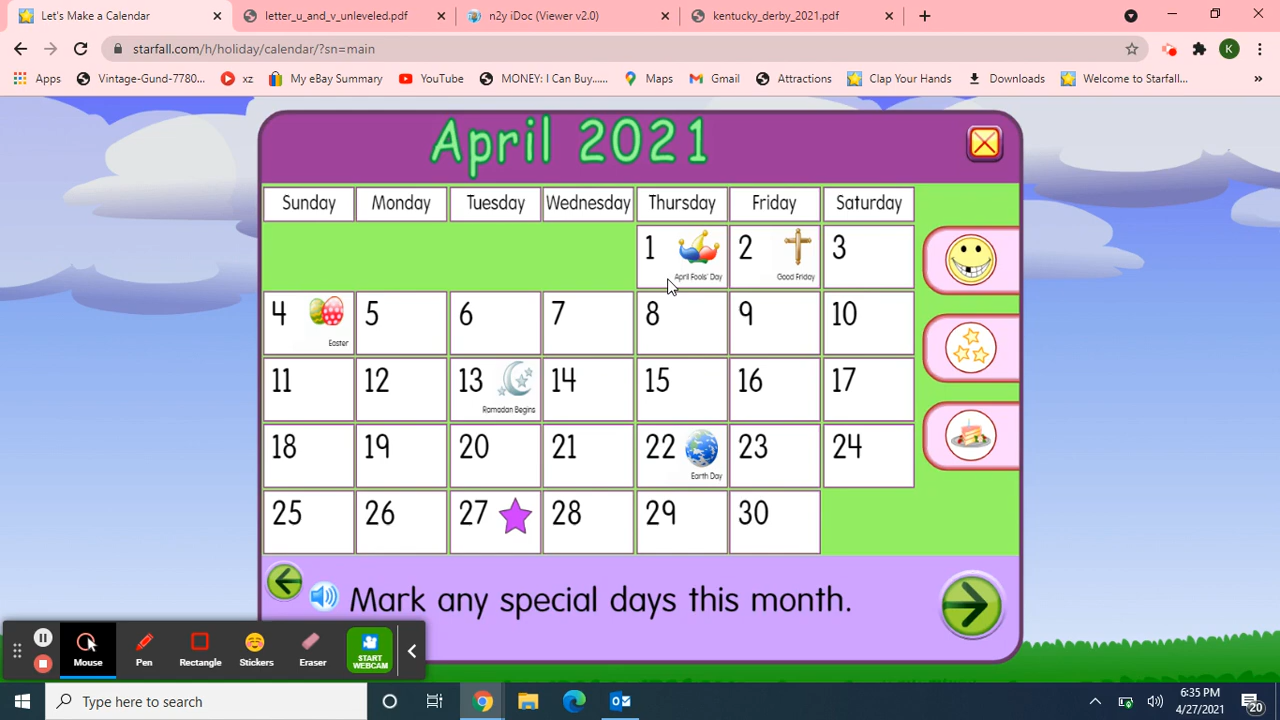 Let's Make a Calendar
letter_u_and_v_unleveled.pdf
n2y iDoc (Viewer v2.0)
kentucky_derby_2021.pdf
starfall.com/h/holiday/calendar/?sn=main
K
Apps
Vintage-Gund-7780...
xz
My eBay Summary
YouTube
MONEY: I Can Buy.....
Maps
Gmail
Attractions
Clap Your Hands
Downloads
Welcome to Starfall...
April 2021
Sunday Monday Tuesday Wednesday Thursday Friday Saturday
1 2 3
April Fools' Day Good Friday
4 5 6 7 8 9 10
Easter
11 12 13 14 15 16 17
Ramadan Begins
18 19 20 21 22 23 24
Earth Day
25 26 27 28 29 30
Mark any special days this month.
Mouse Pen Rectangle Stickers Eraser START
WEBCAM
Type here to search
6:35 PM
4/27/2021
20